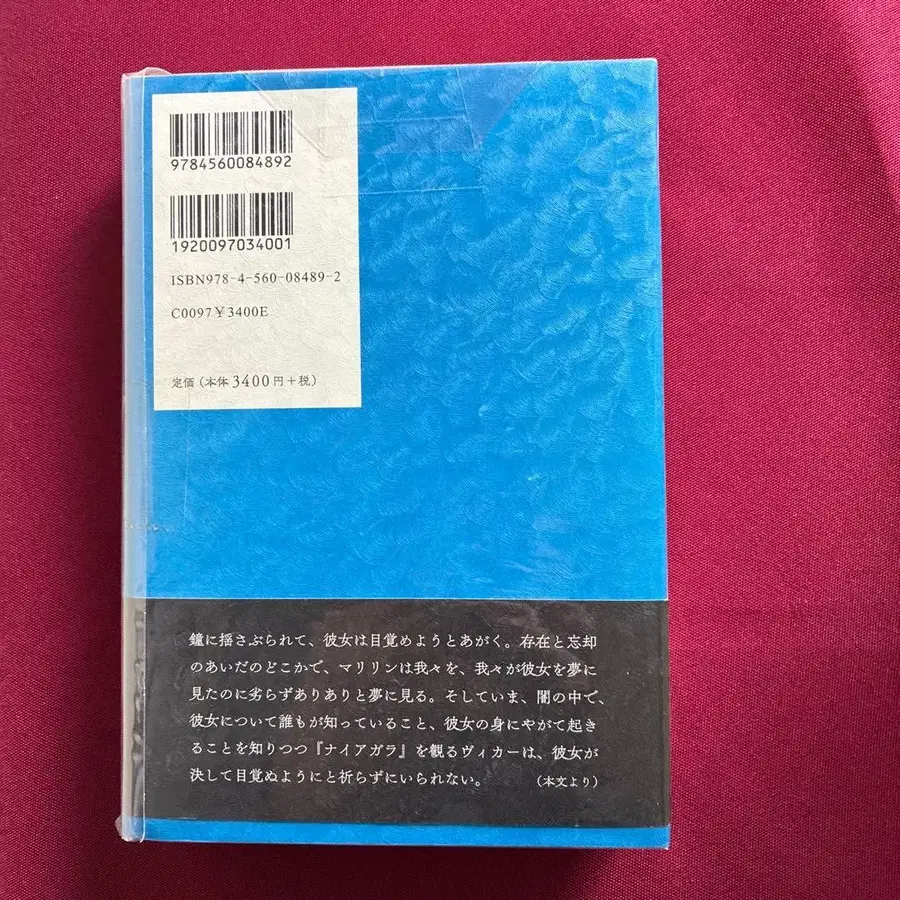 9784560084892
1920097034001
ISBN978-4-560-08489-2
C0097￥3400E
定価(本体3400円+税)
鐘に揺さぶられて、彼女は目覚めようとあがく。存在と忘却
のあいだのどこかで、マリリンは我々を、我々が彼女を夢に
見たのに劣らずありありと夢に見る。そしていま、闇の中で、
彼女について誰もが知っていること、彼女の身にやがて起き
ることを知りつつ『ナイアガラ』を観るヴィカーは、彼女が
決して目覚ぬようにと祈らずにいられない。 (本文より)